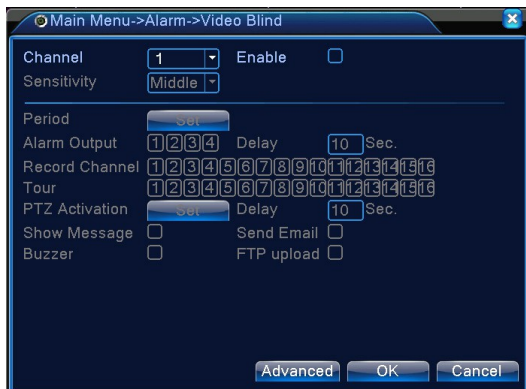 Main Menu->Alarm->Video Blind
Channel 1 Enable
Sensitivity Middle
Period Set
Alarm Output 1 2 3 4 Delay 10 Sec.
Record Channel 1 2 3 4 5 6 7 8 9 10 11 12 13 14 15 16
Tour 1 2 3 4 5 6 7 8 9 10 11 12 13 14 15 16
PTZ Activation Set Delay 10 Sec.
Show Message Send Email
Buzzer FTP upload
Advanced OK Cancel